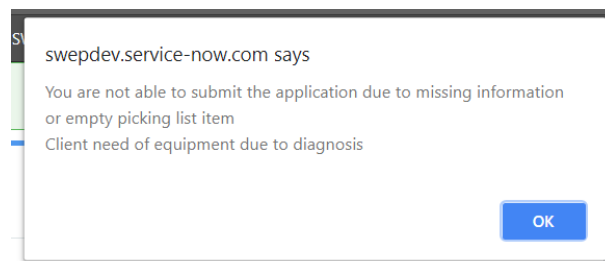 swepdev.service-now.com says
You are not able to submit the application due to missing information
or empty picking list item
Client need of equipment due to diagnosis
OK